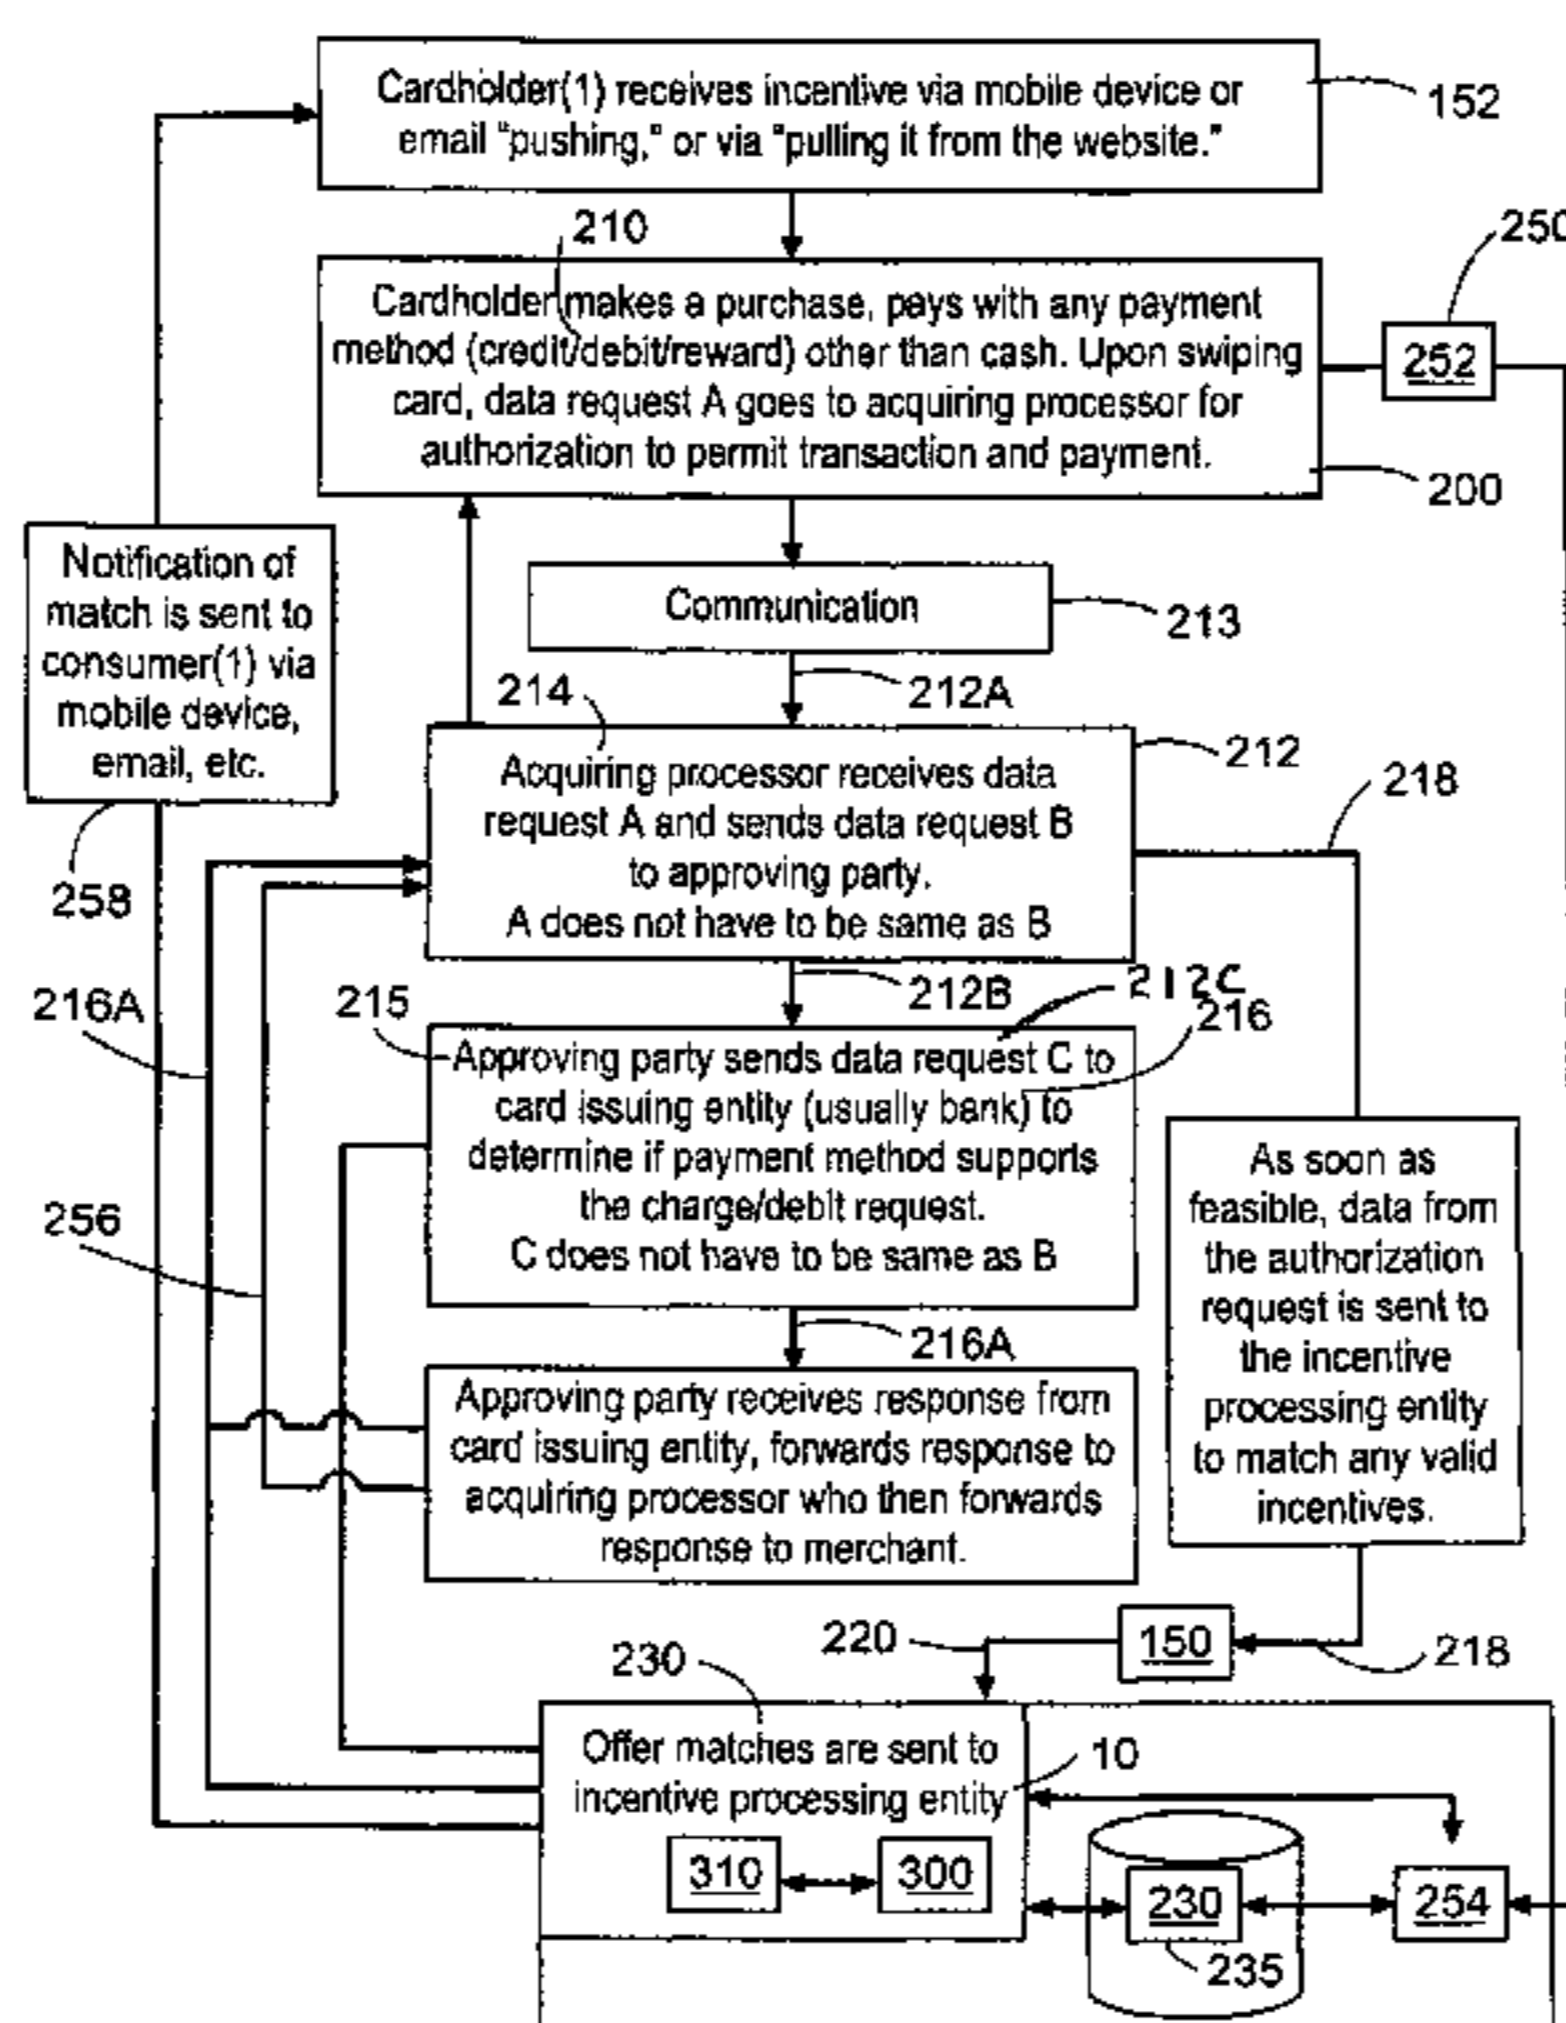 Cardholder(1) receives incentive via mobile device or
email "pushing," or via "pulling it from the website."
152
210
250
Cardholder makes a purchase, pays with any payment
method (credit/debit/reward) other than cash. Upon swiping
card, data request A goes to acquiring processor for
authorization to permit transaction and payment.
252
200
Notification of
match is sent to
consumer(1) via
mobile device,
email, etc.
258
Communication
213
212A
214
212
Acquiring processor receives data
request A and sends data request B
to approving party.
A does not have to be same as B
218
216A
215
212B
212C
216
Approving party sends data request C to
card issuing entity (usually bank) to
determine if payment method supports
the charge/debit request.
C does not have to be same as B
256
As soon as
feasible, data from
the authorization
request is sent to
the incentive
processing entity
to match any valid
incentives.
216A
Approving party receives response from
card issuing entity, forwards response to
acquiring processor who then forwards
response to merchant.
220
150
218
230
Offer matches are sent to
incentive processing entity
10
310
300
230
254
235